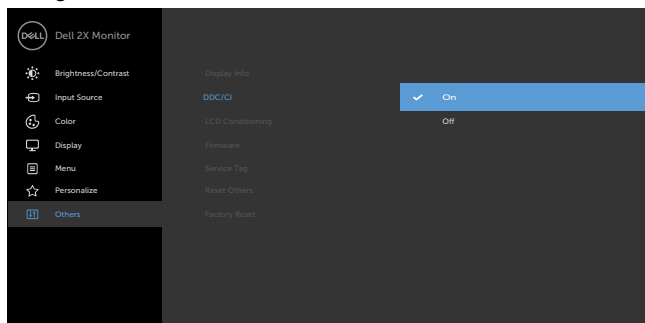 DELL Dell 2X Monitor
Brightness/Contrast Display Info
Input Source DDC/CI On
Color LCD Conditioning Off
Display Firmware
Menu Service Tag
Personalize Reset Others
Others Factory Reset